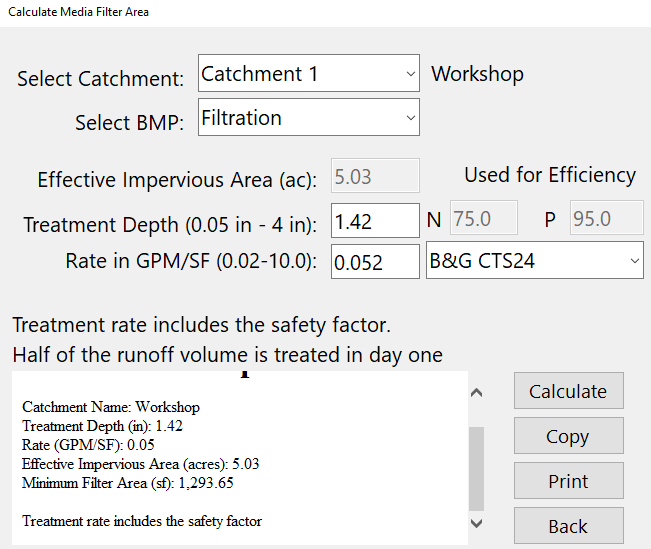 Calculate Media Filter Area
Select Catchment: Catchment 1 Workshop
Select BMP: Filtration
Effective Impervious Area (ac): 5.03 Used for Efficiency
Treatment Depth (0.05 in - 4 in): 1.42 N 75.0 P 95.0
Rate in GPM/SF (0.02-10.0): 0.052 B&G CTS24
Treatment rate includes the safety factor.
Half of the runoff volume is treated in day one
Catchment Name: Workshop
Treatment Depth (in): 1.42
Rate (GPM/SF): 0.05
Effective Impervious Area (acres): 5.03
Minimum Filter Area (sf): 1,293.65
Treatment rate includes the safety factor
Calculate
Copy
Print
Back